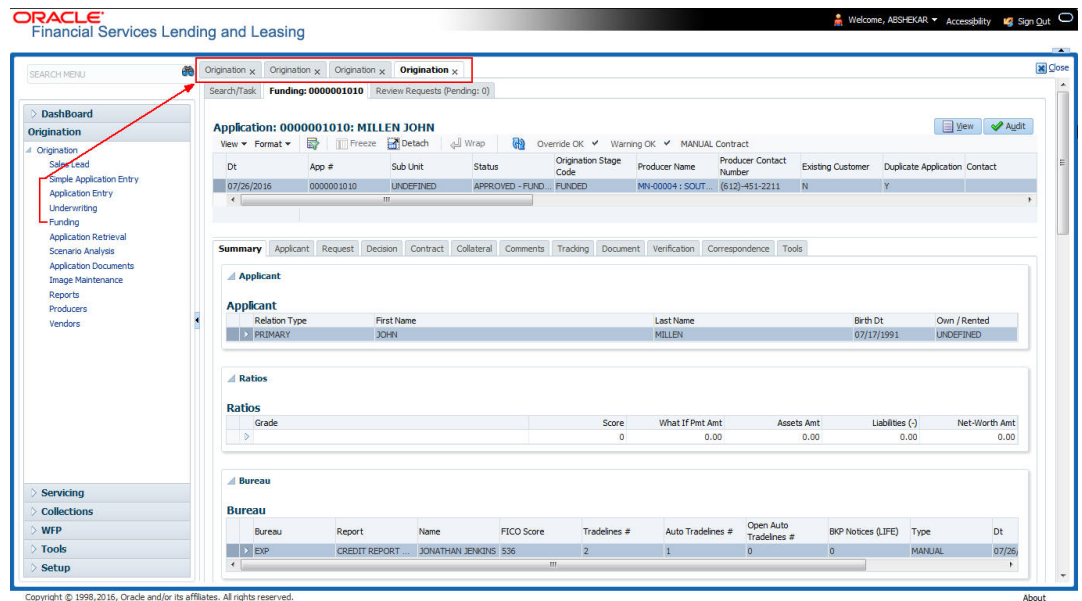 ORACLE®
Financial Services Lending and Leasing
Welcome, ABSHEKAR Accessibility Sign Out
SEARCH MENU
Origination x Origination x Origination x Origination x
Close
Search/Task Funding: 0000001010 Review Requests (Pending: 0)
DashBoard
Origination
Origination
Sales Lead
Simple Application Entry
Application Entry
Underwriting
Funding
Application Retrieval
Scenario Analysis
Application Documents
Image Maintenance
Reports
Producers
Vendors
Servicing
Collections
WFP
Tools
Setup
Application: 0000001010: MILLEN JOHN
View Audit
View Format Freeze Detach Wrap Override OK Warning OK MANUAL Contract
Dt App # Sub Unit Status Origination Stage Code Producer Name Producer Contact Number Existing Customer Duplicate Application Contact
07/26/2016 0000001010 UNDEFINED APPROVED - FUND... FUNDED MN-00004 : SOUT... (612)-451-2211 N Y
Summary Applicant Request Decision Contract Collateral Comments Tracking Document Verification Correspondence Tools
Applicant
Applicant
Relation Type First Name Last Name Birth Dt Own / Rented
PRIMARY JOHN MILLEN 07/17/1991 UNDEFINED
Ratios
Ratios
Grade Score What If Pmt Amt Assets Amt Liabilities (-) Net-Worth Amt
0 0.00 0.00 0.00 0.00
Bureau
Bureau
Bureau Report Name FICO Score Tradelines # Auto Tradelines # Open Auto Tradelines # BKP Notices (LIFE) Type Dt
EXP CREDIT REPORT ... JONATHAN JENKINS 536 2 1 0 0 MANUAL 07/26/
Copyright © 1998,2016, Oracle and/or its affiliates. All rights reserved.
About